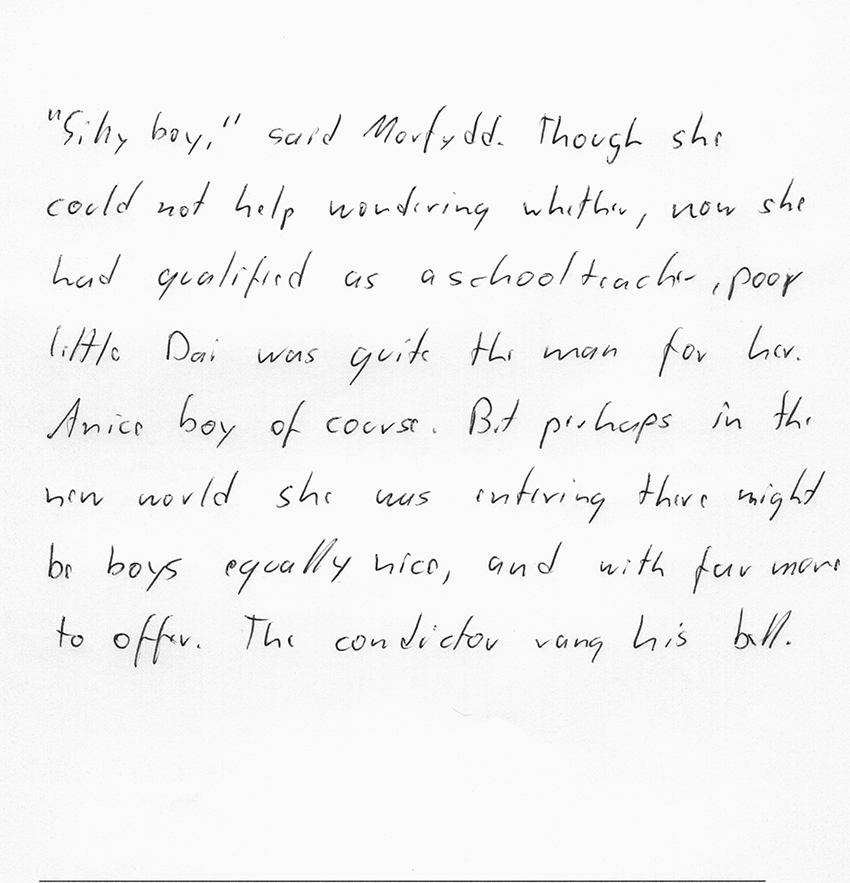 "Silly boy," said Morfydd. Though she
could not help wondering whether, now she
had qualified as a schoolteacher, poor
little Dai was quite the man for her.
A nice boy of course. But perhaps in the
new world she was entering there might
be boys equally nice, and with far more
to offer. The conductor rang his bell.